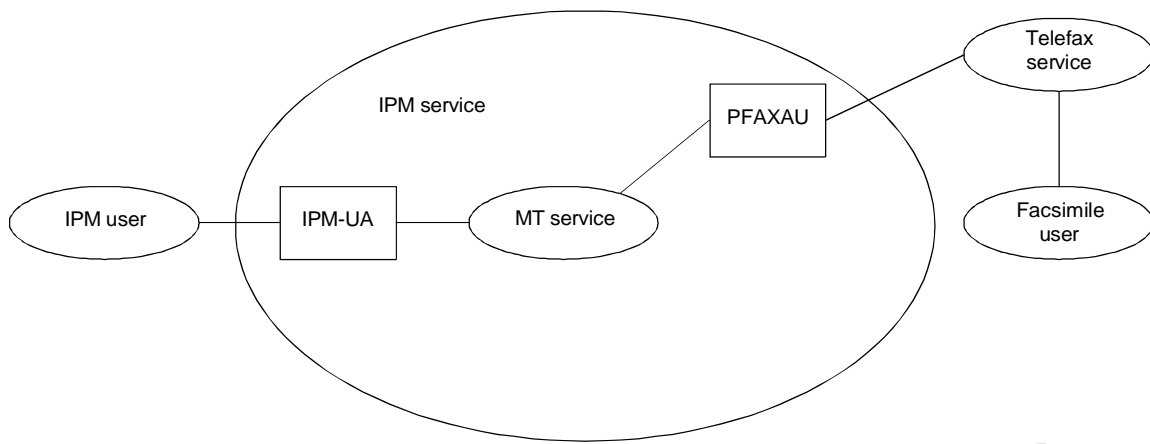 Telefax
service
IPM service
PFAXAU
IPM user
IPM-UA
MT service
Facsimile
user